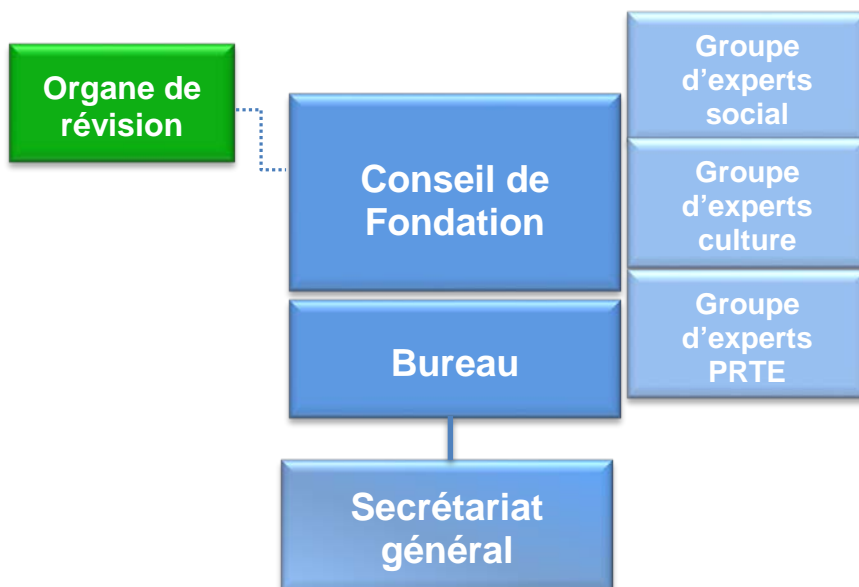 Organe de
révision
Conseil de
Fondation
Bureau
Secrétariat
général
Groupe
d’experts
social
Groupe
d’experts
culture
Groupe
d’experts
PRTE